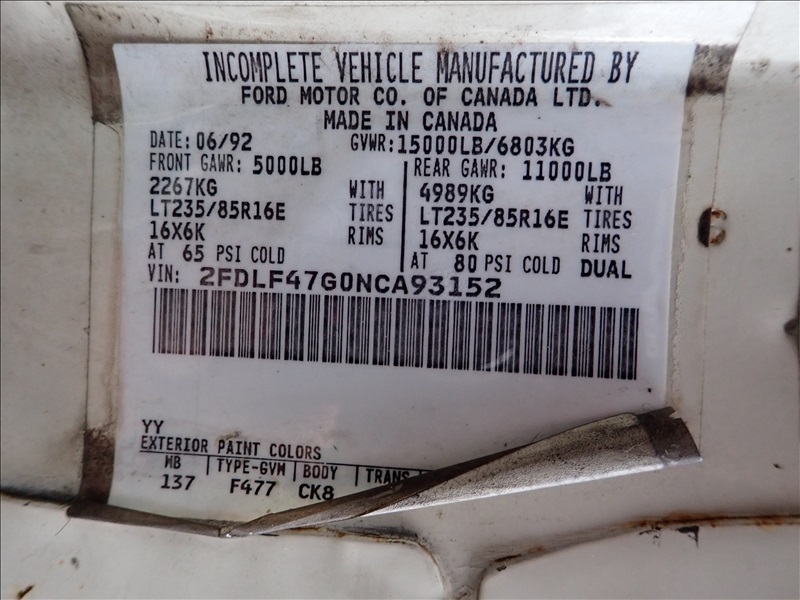 INCOMPLETE VEHICLE MANUFACTURED BY
FORD MOTOR CO. OF CANADA LTD.
MADE IN CANADA
DATE: 06/92 GVWR: 15000LB/6803KG
FRONT GAWR: 5000LB REAR GAWR: 11000LB
2267KG WITH 4989KG WITH
LT235/85R16E TIRES LT235/85R16E TIRES
16X6K RIMS 16X6K RIMS
AT 65 PSI COLD AT 80 PSI COLD DUAL
VIN: 2FDLF47G0NCA93152
YY
EXTERIOR PAINT COLORS
WB TYPE-GVW BODY TRANS
137 F477 CK8